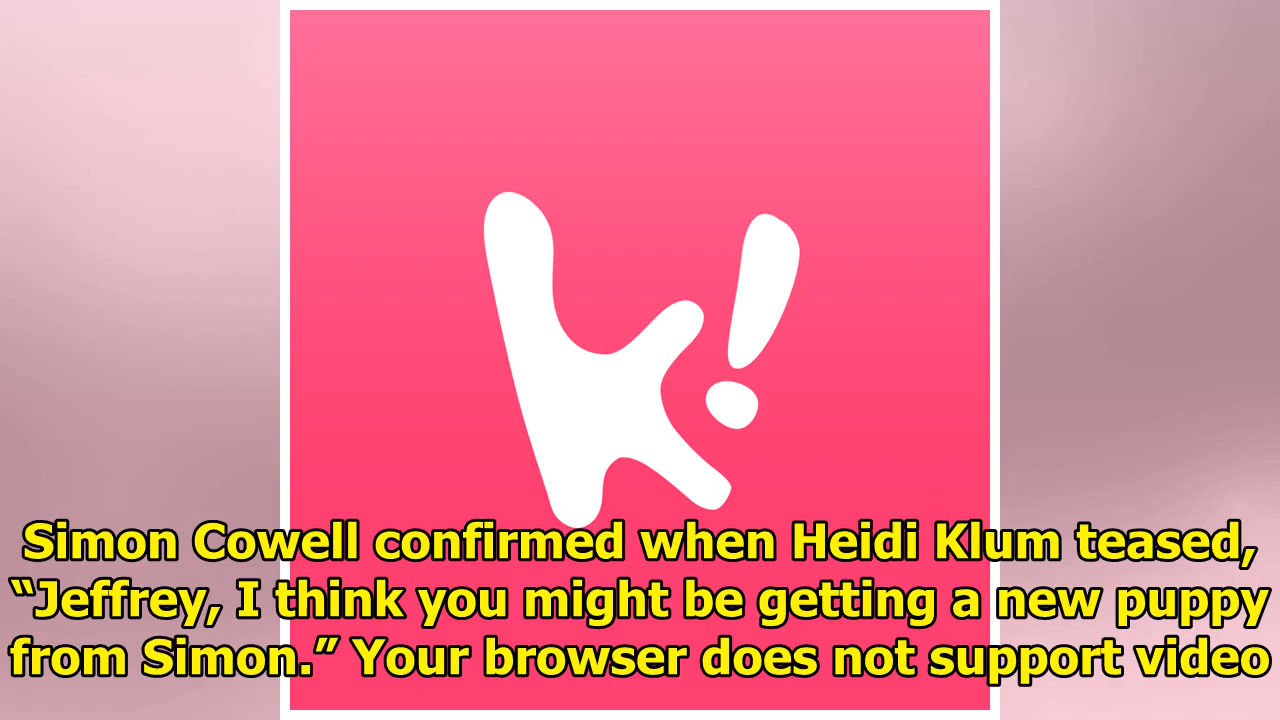 k!
Simon Cowell confirmed when Heidi Klum teased,
“Jeffrey, I think you might be getting a new puppy
from Simon.” Your browser does not support video